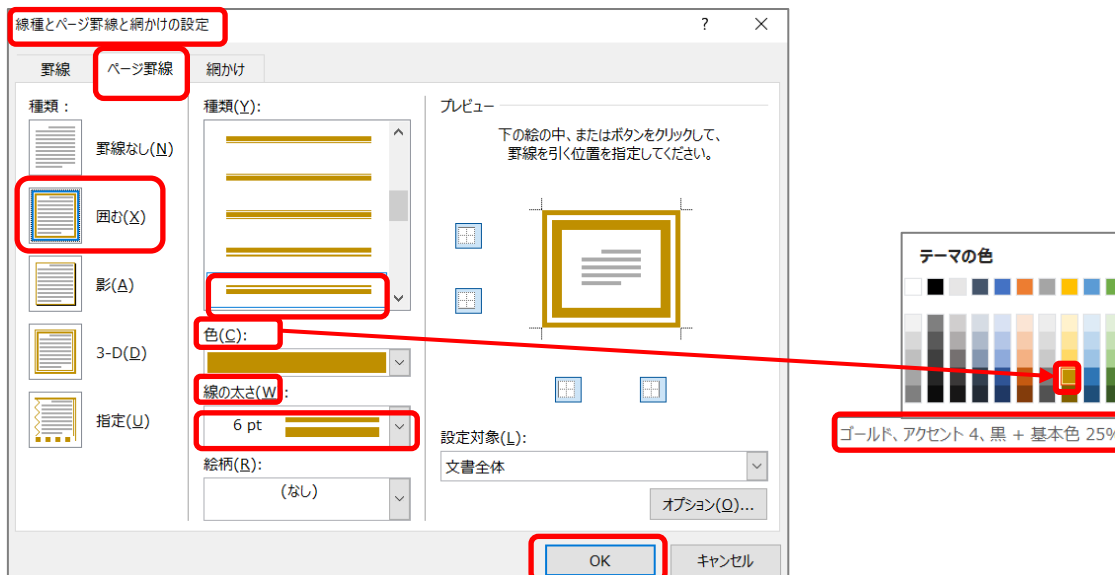 線種とページ罫線と網かけの設定
? ×
罫線 ページ罫線 網かけ
種類：
罫線なし(N)
囲む(X)
影(A)
3-D(D)
指定(U)
種類(Y):
色(C):
線の太さ(W):
6 pt
絵柄(R):
(なし)
プレビュー
下の絵の中、またはボタンをクリックして、
罫線を引く位置を指定してください。
設定対象(L):
文書全体
オプション(O)...
OK キャンセル
テーマの色
ゴールド、アクセント 4、黒 + 基本色 25%